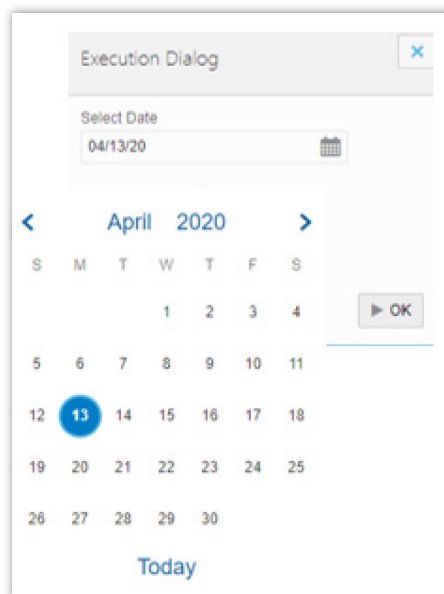 Execution Dialog
Select Date
04/13/20
April 2020
S M T W T F S
1 2 3 4
OK
5 6 7 8 9 10 11
12 13 14 15 16 17 18
19 20 21 22 23 24 25
26 27 28 29 30
Today